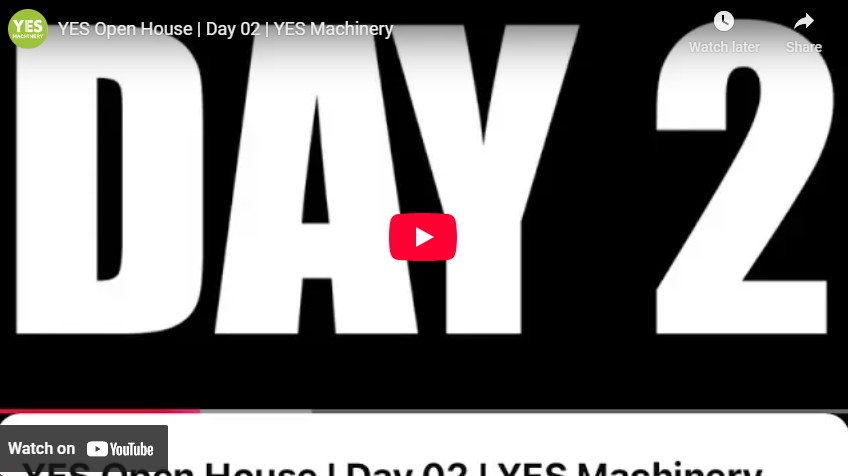 YES
MACHINERY
YES Open House | Day 02 | YES Machinery
Watch later
Share
DAY 2
Watch on YouTube
YES Open House | Day 02 | YES Machinery